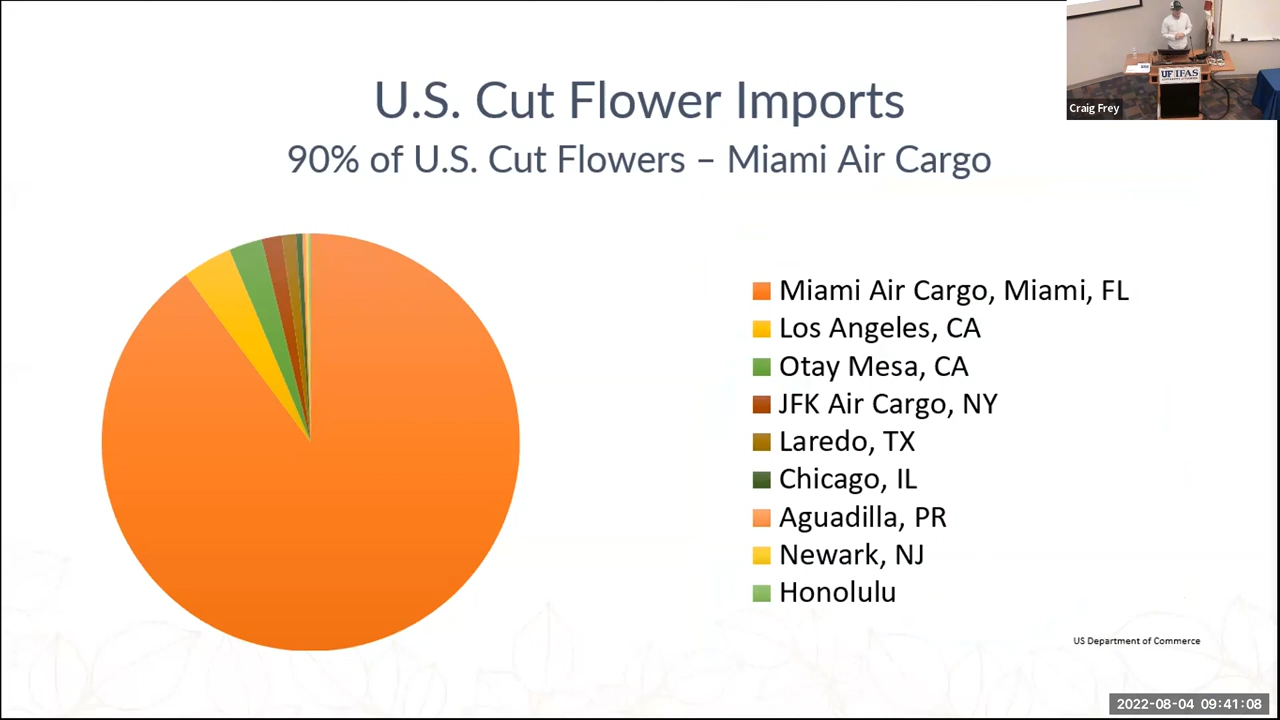 U.S. Cut Flower Imports
90% of U.S. Cut Flowers – Miami Air Cargo
Miami Air Cargo, Miami, FL
Los Angeles, CA
Otay Mesa, CA
JFK Air Cargo, NY
Laredo, TX
Chicago, IL
Aguadilla, PR
Newark, NJ
Honolulu
US Department of Commerce
UF IFAS
Craig Frey
2022-08-04 09:41:08